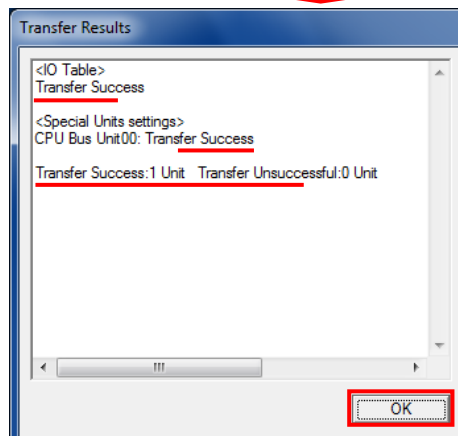 Transfer Results
<IO Table>
Transfer Success
<Special Units settings>
CPU Bus Unit00: Transfer Success
Transfer Success:1 Unit   Transfer Unsuccessful:0 Unit
OK